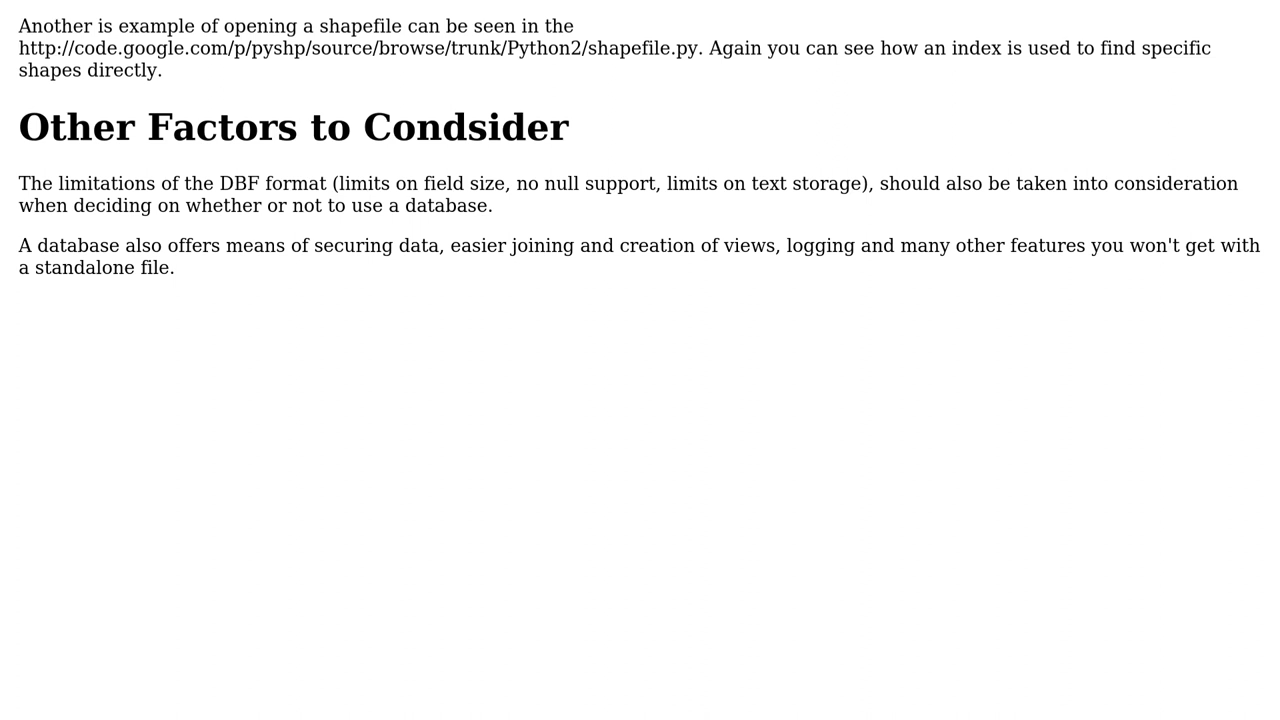 Another is example of opening a shapefile can be seen in the
http://code.google.com/p/pyshp/source/browse/trunk/Python2/shapefile.py. Again you can see how an index is used to find specific
shapes directly.
Other Factors to Condsider
The limitations of the DBF format (limits on field size, no null support, limits on text storage), should also be taken into consideration
when deciding on whether or not to use a database.
A database also offers means of securing data, easier joining and creation of views, logging and many other features you won't get with
a standalone file.